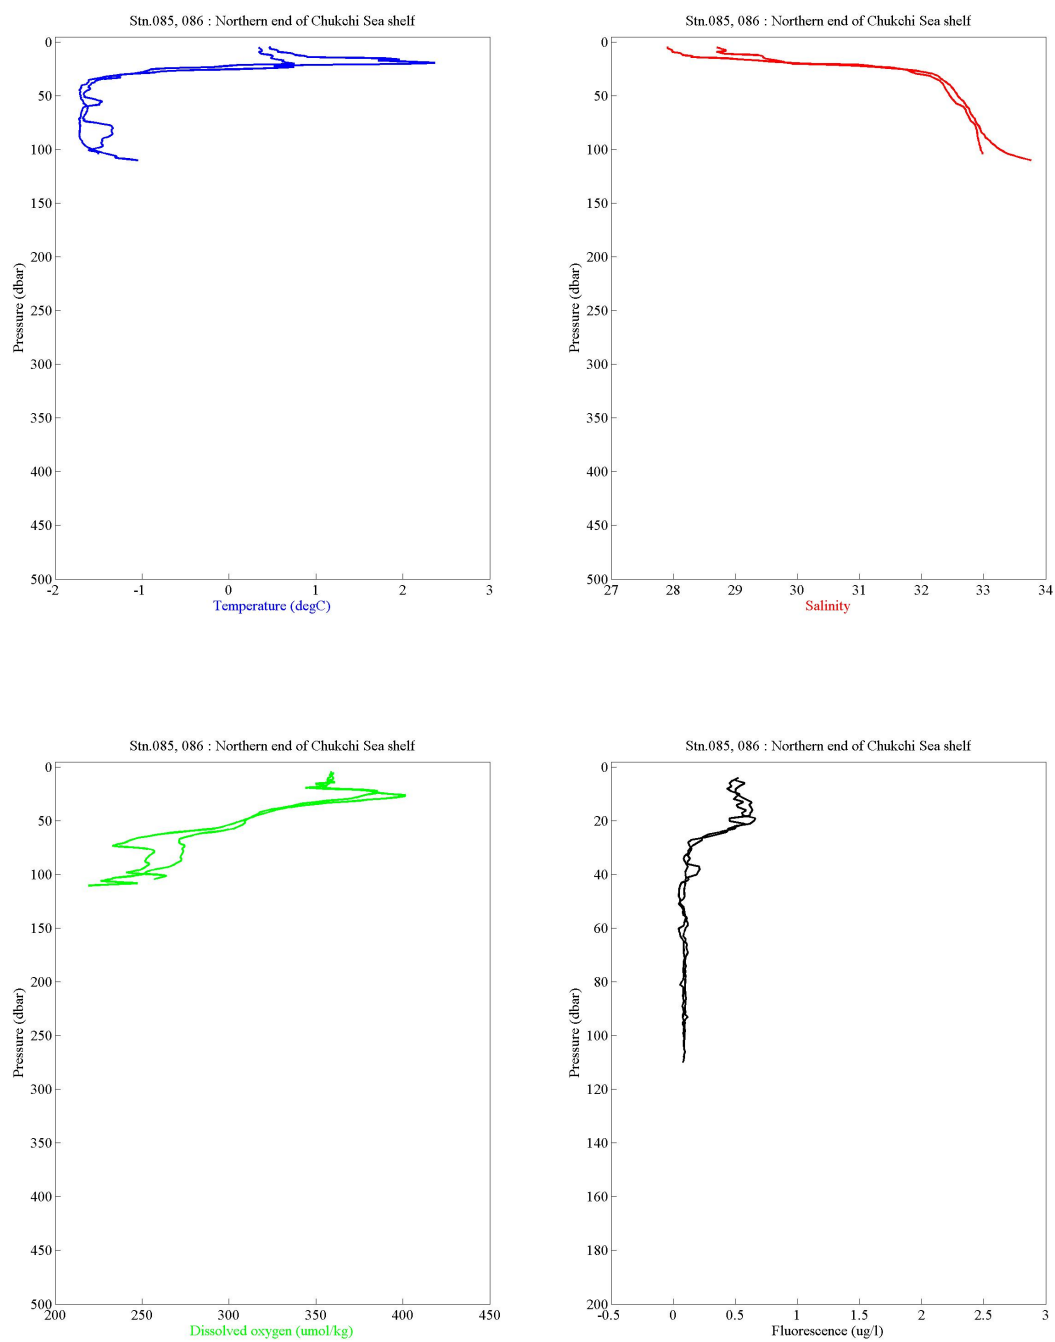 Stn.085, 086 : Northern end of Chukchi Sea shelf
0
50
100
150
200
250
300
350
400
450
500
Pressure (dbar)
-2 -1 0 1 2 3
Temperature (degC)
Stn.085, 086 : Northern end of Chukchi Sea shelf
0
50
100
150
200
250
300
350
400
450
500
Pressure (dbar)
27 28 29 30 31 32 33 34
Salinity
Stn.085, 086 : Northern end of Chukchi Sea shelf
0
50
100
150
200
250
300
350
400
450
500
Pressure (dbar)
200 250 300 350 400 450
Dissolved oxygen (umol/kg)
Stn.085, 086 : Northern end of Chukchi Sea shelf
0
20
40
60
80
100
120
140
160
180
200
Pressure (dbar)
-0.5 0 0.5 1 1.5 2 2.5 3
Fluorescence (ug/l)